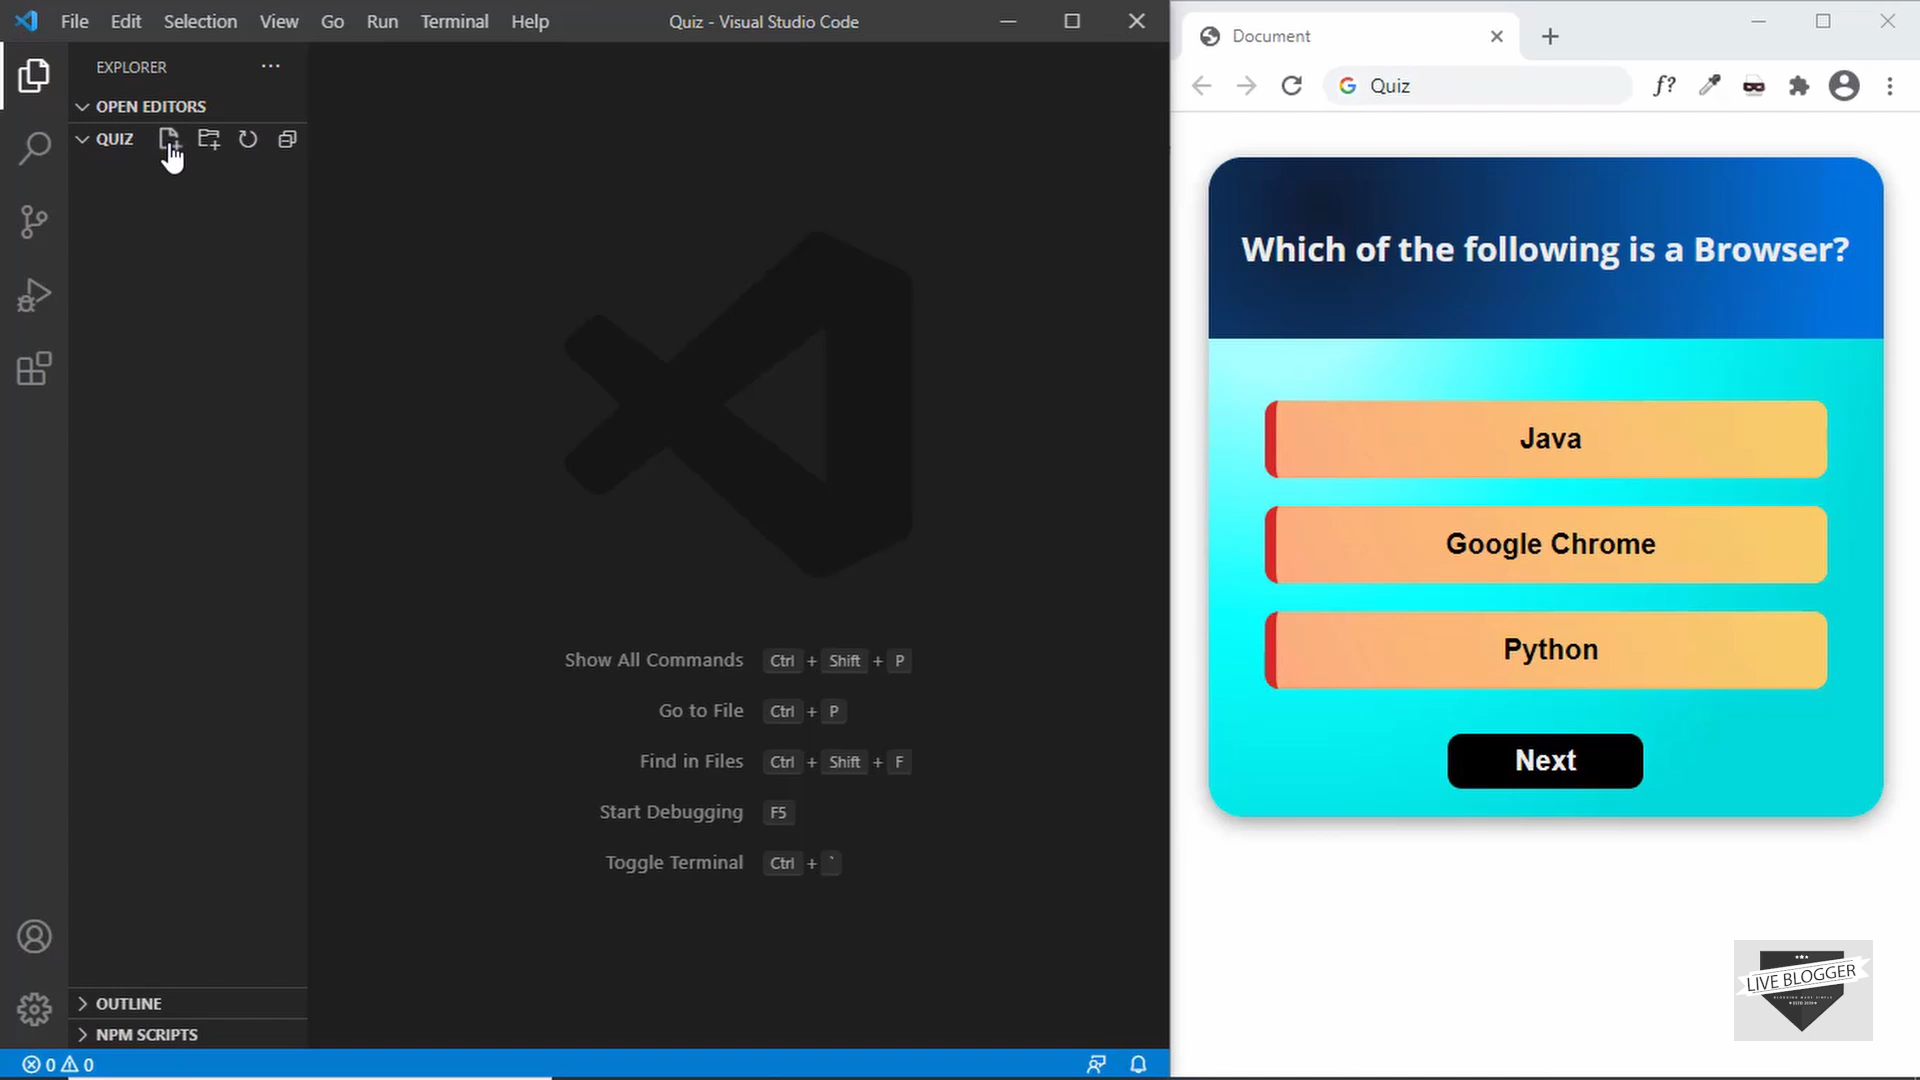 File Edit Selection View Go Run Terminal Help Quiz - Visual Studio Code
EXPLORER
OPEN EDITORS
QUIZ
Show All Commands Ctrl + Shift + P
Go to File Ctrl + P
Find in Files Ctrl + Shift + F
Start Debugging F5
Toggle Terminal Ctrl + `
OUTLINE
NPM SCRIPTS
0 0
Document
Quiz
f?
Which of the following is a Browser?
Java
Google Chrome
Python
Next
LIVE BLOGGER